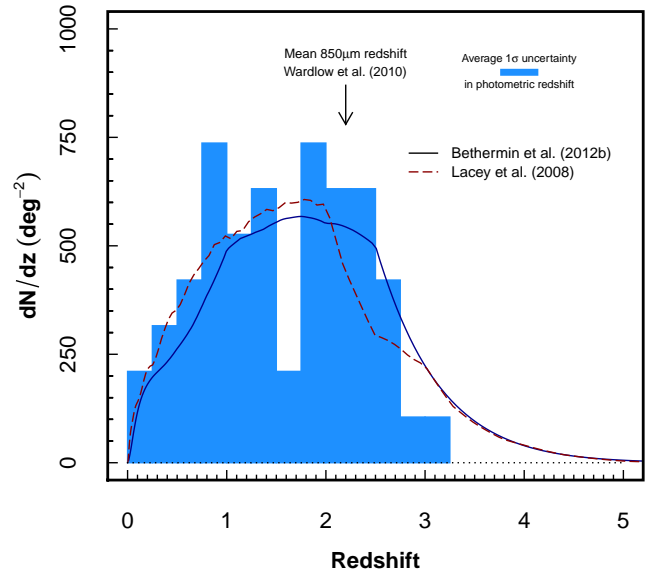 Mean 850μm redshift
Wardlow et al. (2010)
Average 1σ uncertainty
in photometric redshift
Bethermin et al. (2012b)
Lacey et al. (2008)
dN/dz (deg⁻²)
1000
750
500
250
0
0 1 2 3 4 5
Redshift